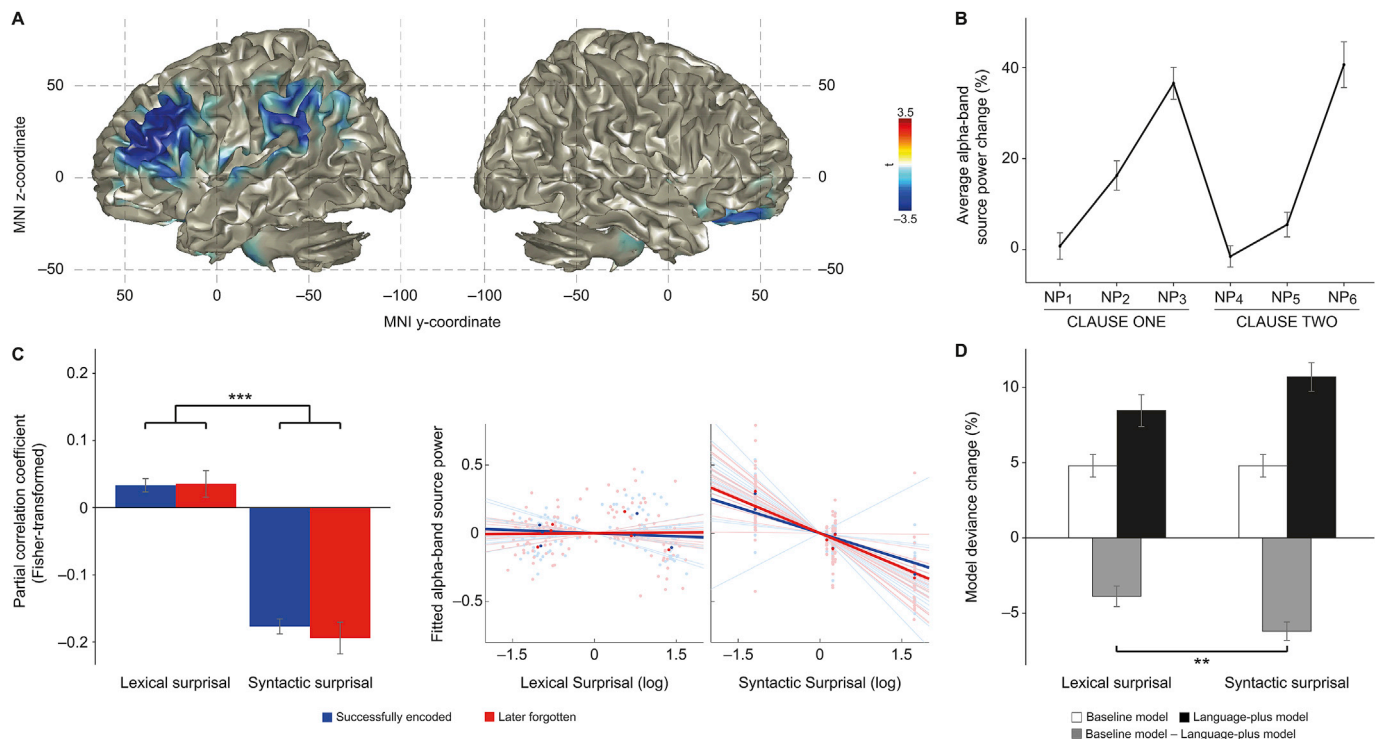 A
50
50
MNI z-coordinate
0
0
–50
–50
50
0
–50
–100
–100
–50
0
50
MNI y-coordinate
3.5
t
–3.5
B
Average alpha-band
source power change (%)
40
20
0
NP1
NP2
NP3
NP4
NP5
NP6
CLAUSE ONE
CLAUSE TWO
C
Partial correlation coefficient
(Fisher-transformed)
0.2
0.1
0
–0.1
–0.2
***
Lexical surprisal
Syntactic surprisal
Fitted alpha-band source power
0.5
0
–0.5
–1.5
0
1.5
–1.5
0
1.5
Lexical Surprisal (log)
Syntactic Surprisal (log)
Successfully encoded
Later forgotten
D
Model deviance change (%)
10
5
0
–5
**
Lexical surprisal
Syntactic surprisal
Baseline model
Language-plus model
Baseline model – Language-plus model